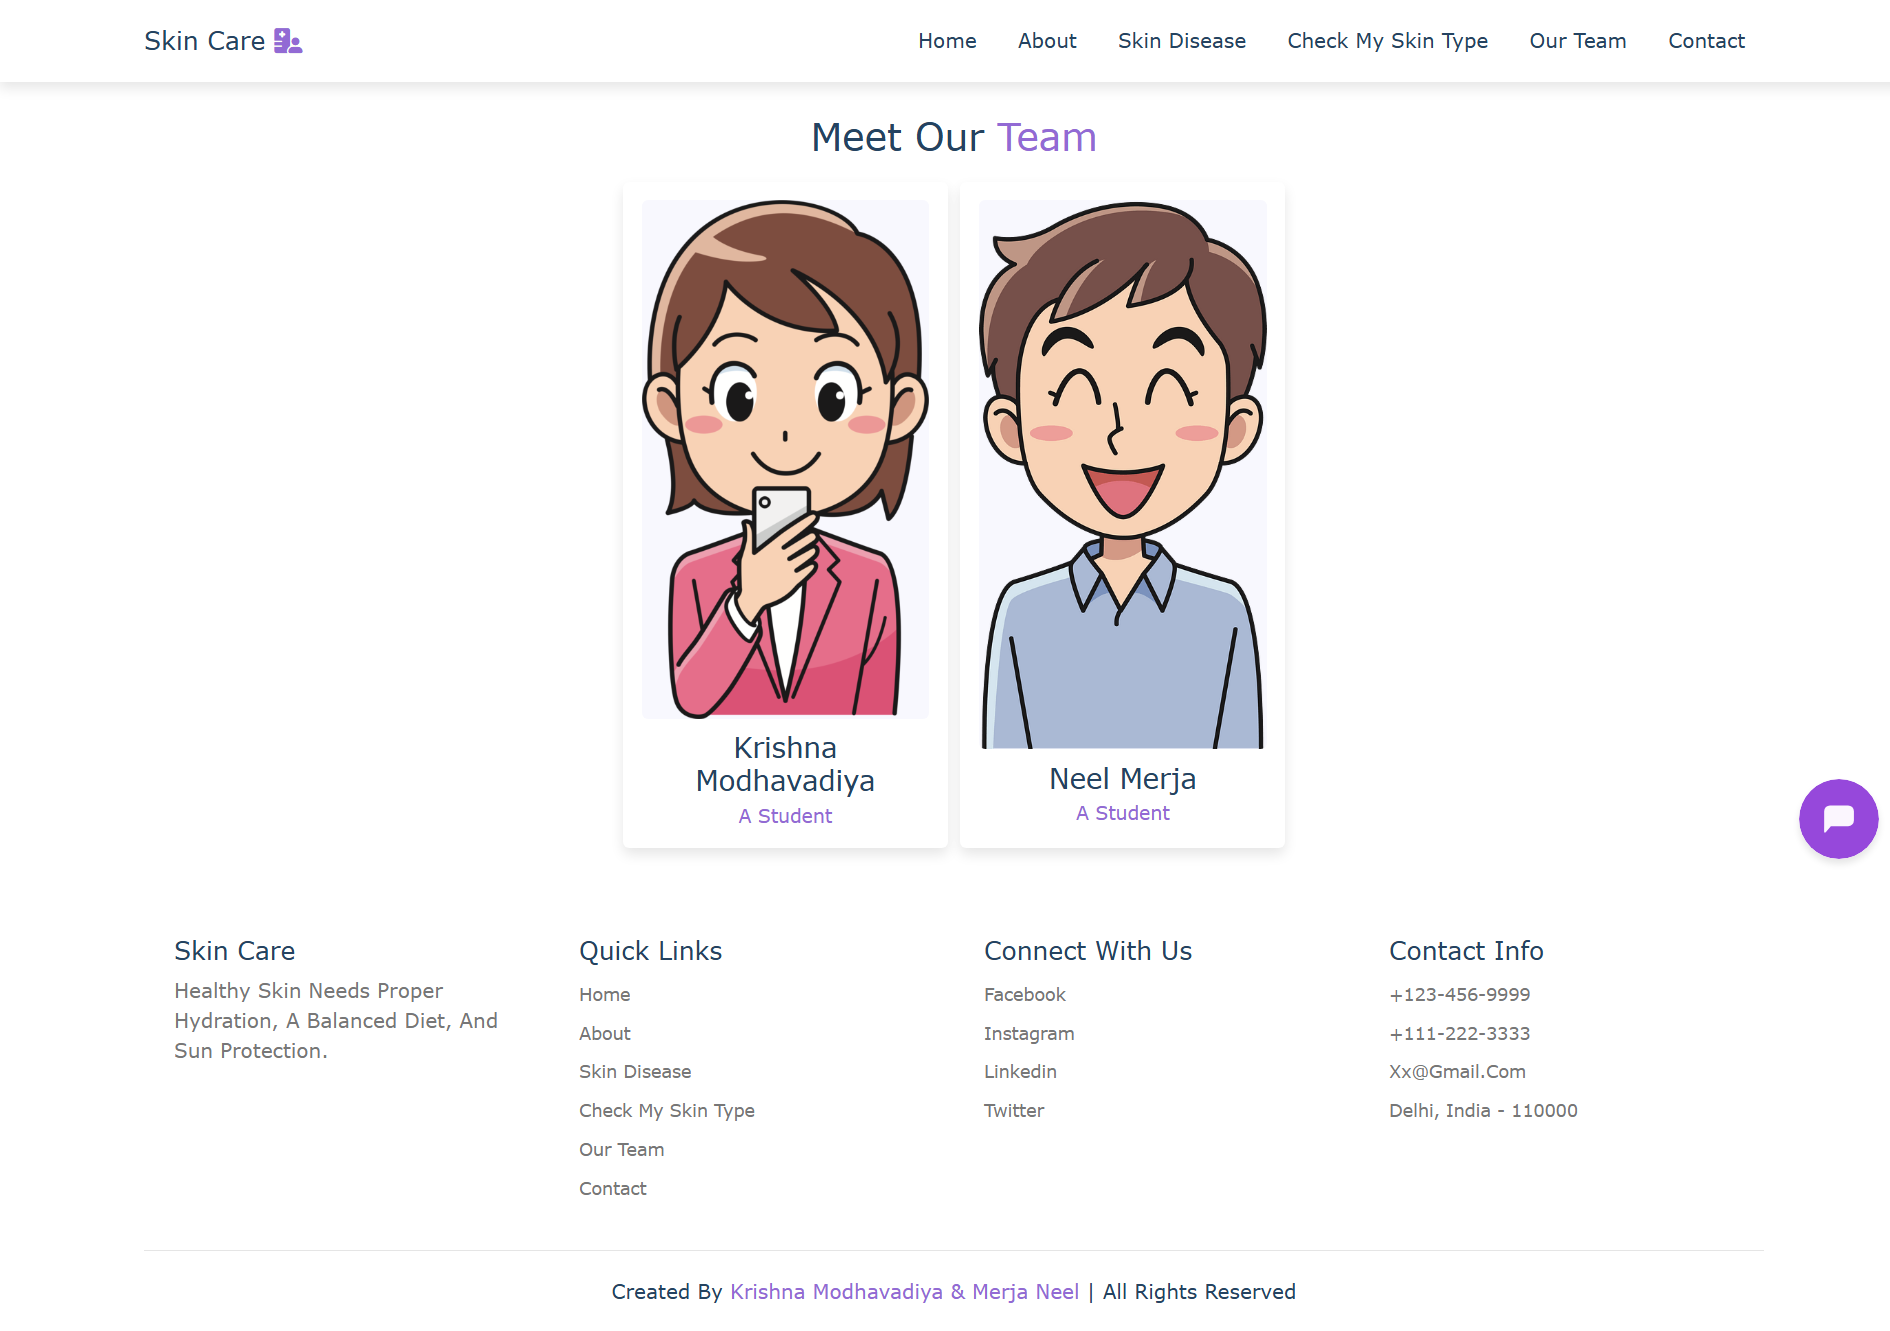 Skin Care
Home
About
Skin Disease
Check My Skin Type
Our Team
Contact
Meet Our Team
Krishna
Modhavadiya
A Student
Neel Merja
A Student
Skin Care
Healthy Skin Needs Proper
Hydration, A Balanced Diet, And
Sun Protection.
Quick Links
Home
About
Skin Disease
Check My Skin Type
Our Team
Contact
Connect With Us
Facebook
Instagram
Linkedin
Twitter
Contact Info
+123-456-9999
+111-222-3333
Xx@Gmail.Com
Delhi, India - 110000
Created By Krishna Modhavadiya & Merja Neel | All Rights Reserved